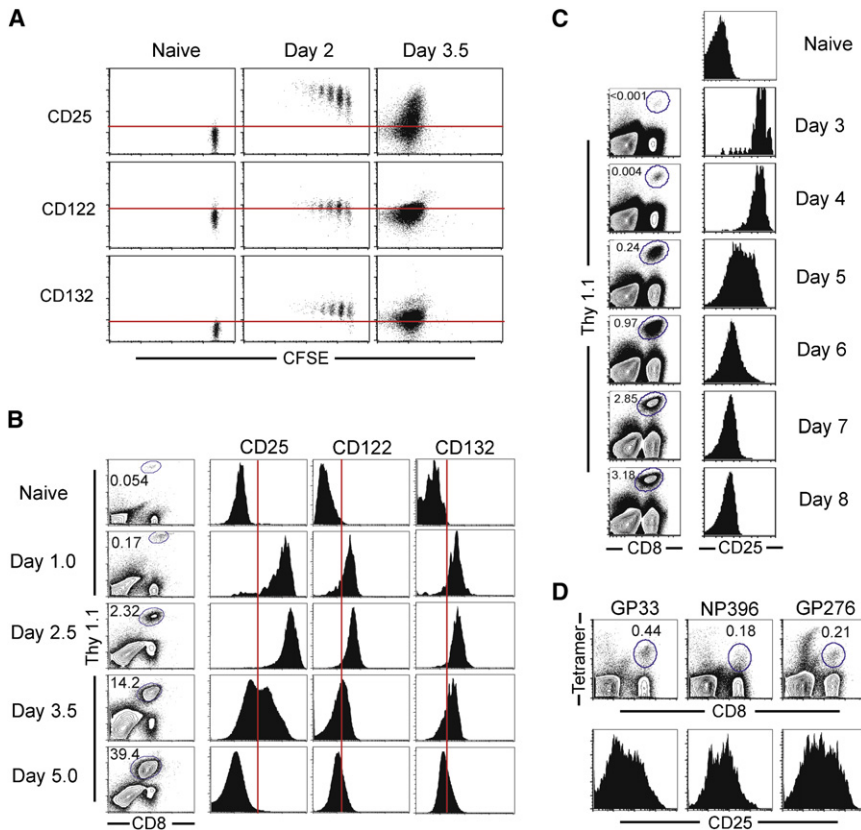 A
Naive Day 2 Day 3.5
CD25
CD122
CD132
CFSE
B
CD25 CD122 CD132
Naive
0.054
Day 1.0
0.17
Day 2.5
2.32
Day 3.5
14.2
Day 5.0
39.4
Thy 1.1
CD8
C
Naive
<0.001
Day 3
0.004
Day 4
0.24
Day 5
0.97
Day 6
2.85
Day 7
3.18
Day 8
Thy 1.1
CD8 CD25
D
GP33 NP396 GP276
0.44 0.18 0.21
Tetramer
CD8
CD25